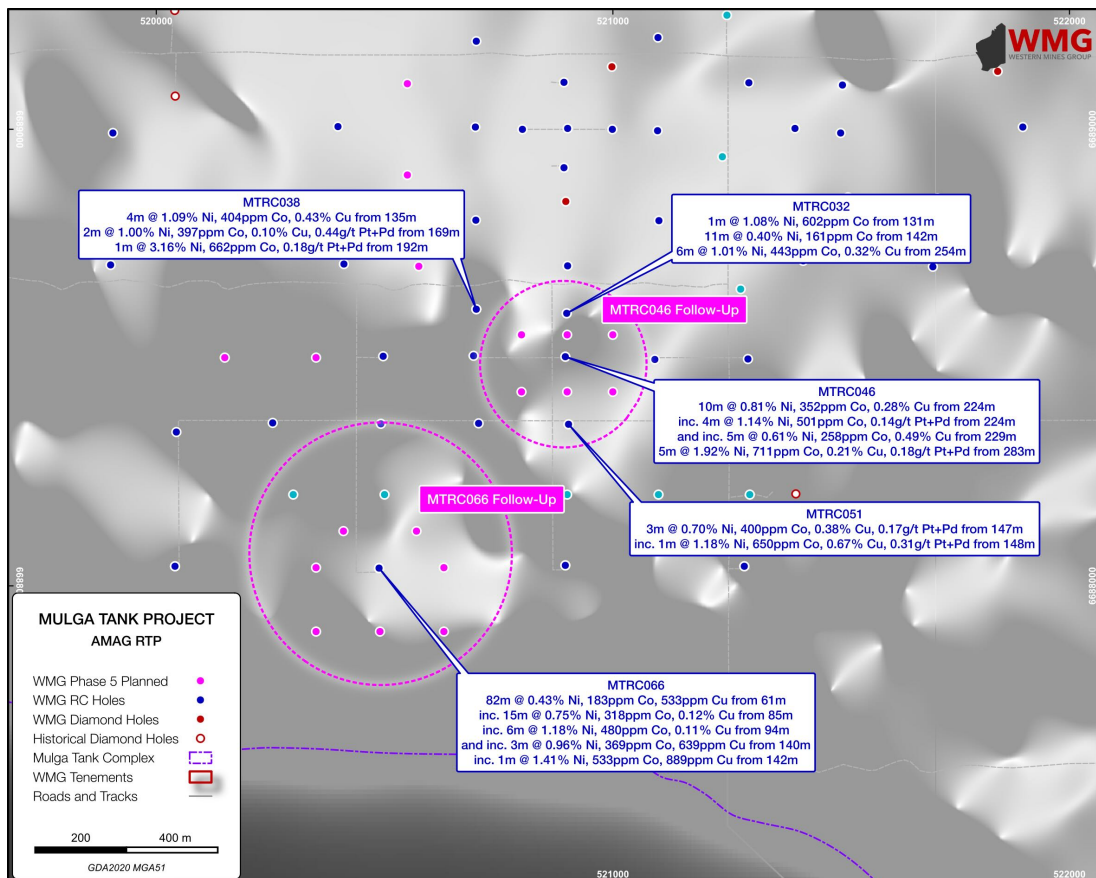 520000
521000
522000
WMG
WESTERN MINES GROUP
6689000
6689000
MTRC038
4m @ 1.09% Ni, 404ppm Co, 0.43% Cu from 135m
2m @ 1.00% Ni, 397ppm Co, 0.10% Cu, 0.44g/t Pt+Pd from 169m
1m @ 3.16% Ni, 662ppm Co, 0.18g/t Pt+Pd from 192m
MTRC032
1m @ 1.08% Ni, 602ppm Co from 131m
11m @ 0.40% Ni, 161ppm Co from 142m
6m @ 1.01% Ni, 443ppm Co, 0.32% Cu from 254m
MTRC046 Follow-Up
MTRC046
10m @ 0.81% Ni, 352ppm Co, 0.28% Cu from 224m
inc. 4m @ 1.14% Ni, 501ppm Co, 0.14g/t Pt+Pd from 224m
and inc. 5m @ 0.61% Ni, 258ppm Co, 0.49% Cu from 229m
5m @ 1.92% Ni, 711ppm Co, 0.21% Cu, 0.18g/t Pt+Pd from 283m
MTRC066 Follow-Up
MTRC051
3m @ 0.70% Ni, 400ppm Co, 0.38% Cu, 0.17g/t Pt+Pd from 147m
inc. 1m @ 1.18% Ni, 650ppm Co, 0.67% Cu, 0.31g/t Pt+Pd from 148m
66880
6688000
MTRC066
82m @ 0.43% Ni, 183ppm Co, 533ppm Cu from 61m
inc. 15m @ 0.75% Ni, 318ppm Co, 0.12% Cu from 85m
inc. 6m @ 1.18% Ni, 480ppm Co, 0.11% Cu from 94m
and inc. 3m @ 0.96% Ni, 369ppm Co, 639ppm Cu from 140m
inc. 1m @ 1.41% Ni, 533ppm Co, 889ppm Cu from 142m
MULGA TANK PROJECT
AMAG RTP
WMG Phase 5 Planned
WMG RC Holes
WMG Diamond Holes
Historical Diamond Holes
Mulga Tank Complex
WMG Tenements
Roads and Tracks
200 400 m
GDA2020 MGA51
521000
522000